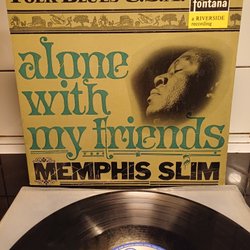 FOLK BLUES U.S.A.
fontana
a RIVERSIDE
recording
alone
with
my friends
MEMPHIS SLIM